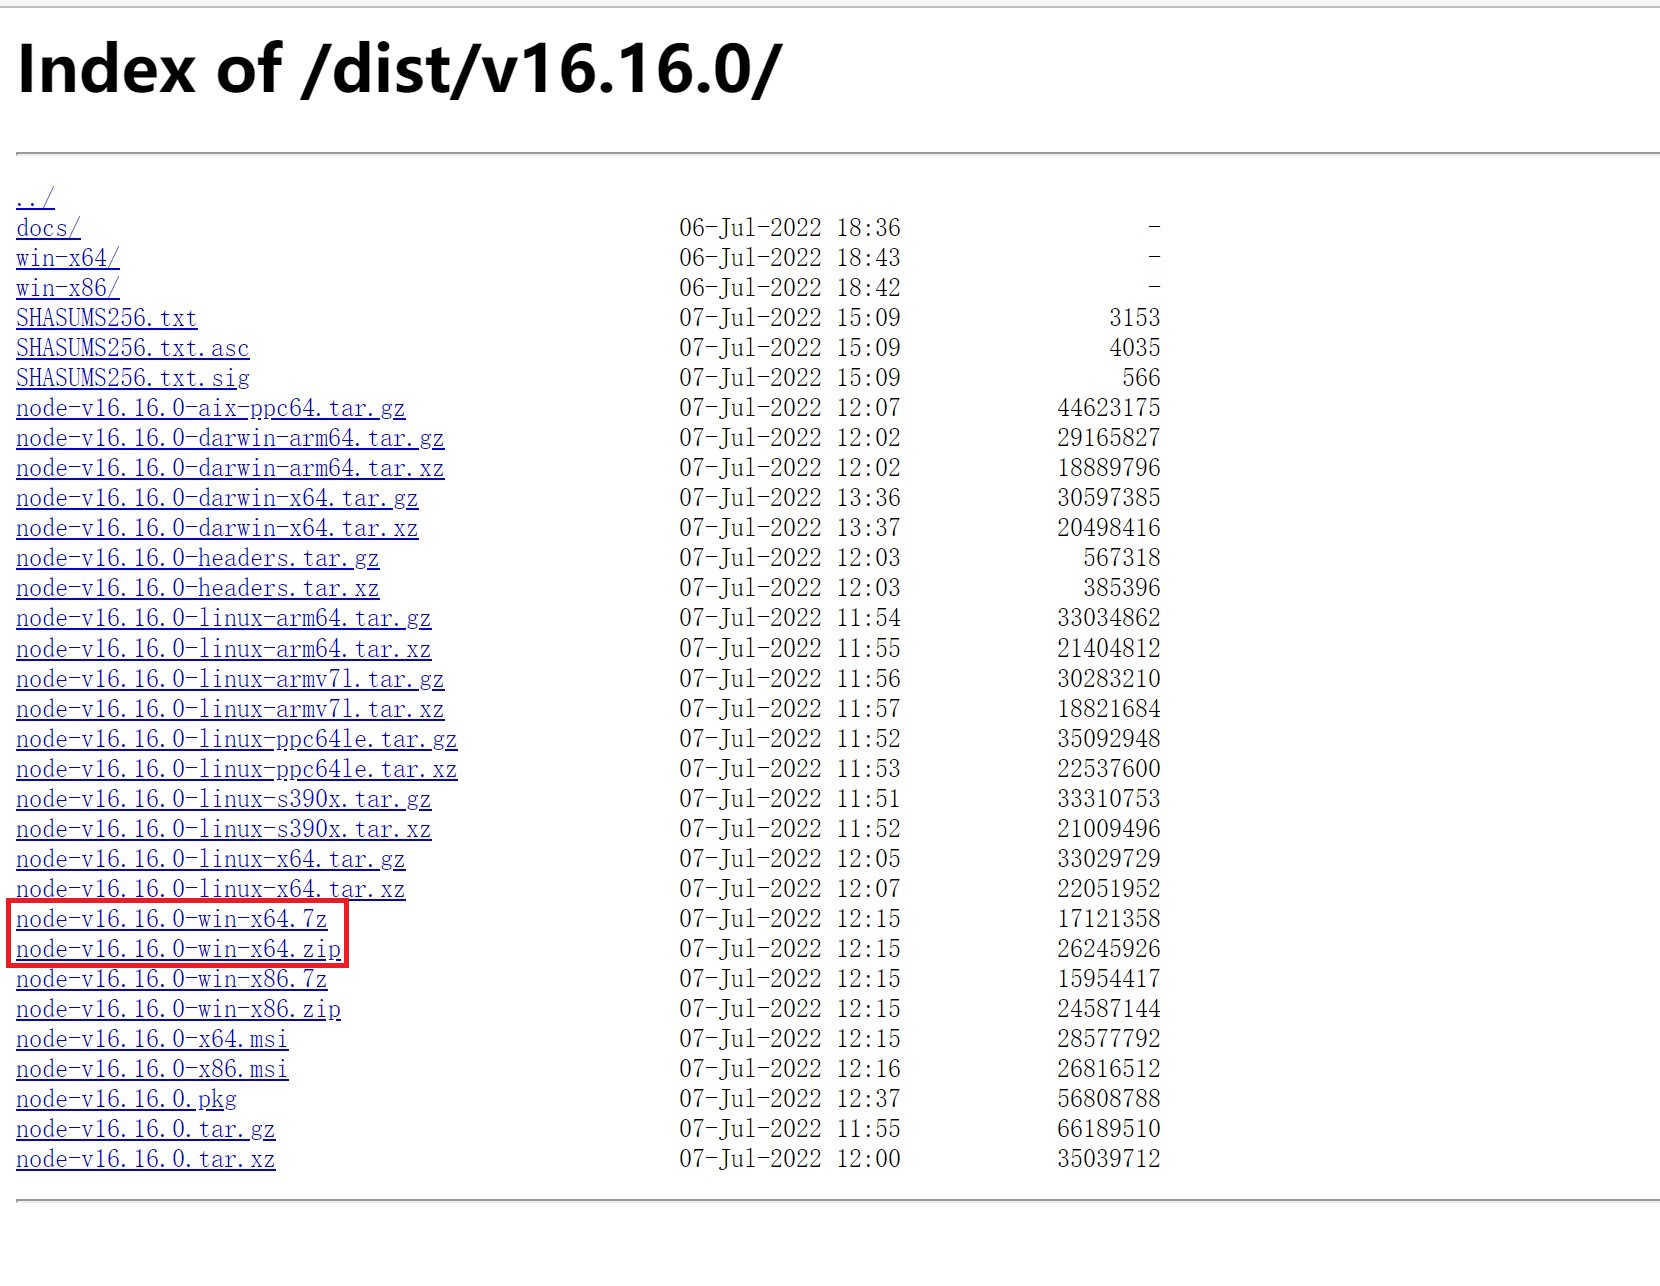 Index of /dist/v16.16.0/
../
docs/ 06-Jul-2022 18:36 -
win-x64/ 06-Jul-2022 18:43 -
win-x86/ 06-Jul-2022 18:42 -
SHASUMS256.txt 07-Jul-2022 15:09 3153
SHASUMS256.txt.asc 07-Jul-2022 15:09 4035
SHASUMS256.txt.sig 07-Jul-2022 15:09 566
node-v16.16.0-aix-ppc64.tar.gz 07-Jul-2022 12:07 44623175
node-v16.16.0-darwin-arm64.tar.gz 07-Jul-2022 12:02 29165827
node-v16.16.0-darwin-arm64.tar.xz 07-Jul-2022 12:02 18889796
node-v16.16.0-darwin-x64.tar.gz 07-Jul-2022 13:36 30597385
node-v16.16.0-darwin-x64.tar.xz 07-Jul-2022 13:37 20498416
node-v16.16.0-headers.tar.gz 07-Jul-2022 12:03 567318
node-v16.16.0-headers.tar.xz 07-Jul-2022 12:03 385396
node-v16.16.0-linux-arm64.tar.gz 07-Jul-2022 11:54 33034862
node-v16.16.0-linux-arm64.tar.xz 07-Jul-2022 11:55 21404812
node-v16.16.0-linux-armv7l.tar.gz 07-Jul-2022 11:56 30283210
node-v16.16.0-linux-armv7l.tar.xz 07-Jul-2022 11:57 18821684
node-v16.16.0-linux-ppc64le.tar.gz 07-Jul-2022 11:52 35092948
node-v16.16.0-linux-ppc64le.tar.xz 07-Jul-2022 11:53 22537600
node-v16.16.0-linux-s390x.tar.gz 07-Jul-2022 11:51 33310753
node-v16.16.0-linux-s390x.tar.xz 07-Jul-2022 11:52 21009496
node-v16.16.0-linux-x64.tar.gz 07-Jul-2022 12:05 33029729
node-v16.16.0-linux-x64.tar.xz 07-Jul-2022 12:07 22051952
node-v16.16.0-win-x64.7z 07-Jul-2022 12:15 17121358
node-v16.16.0-win-x64.zip 07-Jul-2022 12:15 26245926
node-v16.16.0-win-x86.7z 07-Jul-2022 12:15 15954417
node-v16.16.0-win-x86.zip 07-Jul-2022 12:15 24587144
node-v16.16.0-x64.msi 07-Jul-2022 12:15 28577792
node-v16.16.0-x86.msi 07-Jul-2022 12:16 26816512
node-v16.16.0.pkg 07-Jul-2022 12:37 56808788
node-v16.16.0.tar.gz 07-Jul-2022 11:55 66189510
node-v16.16.0.tar.xz 07-Jul-2022 12:00 35039712